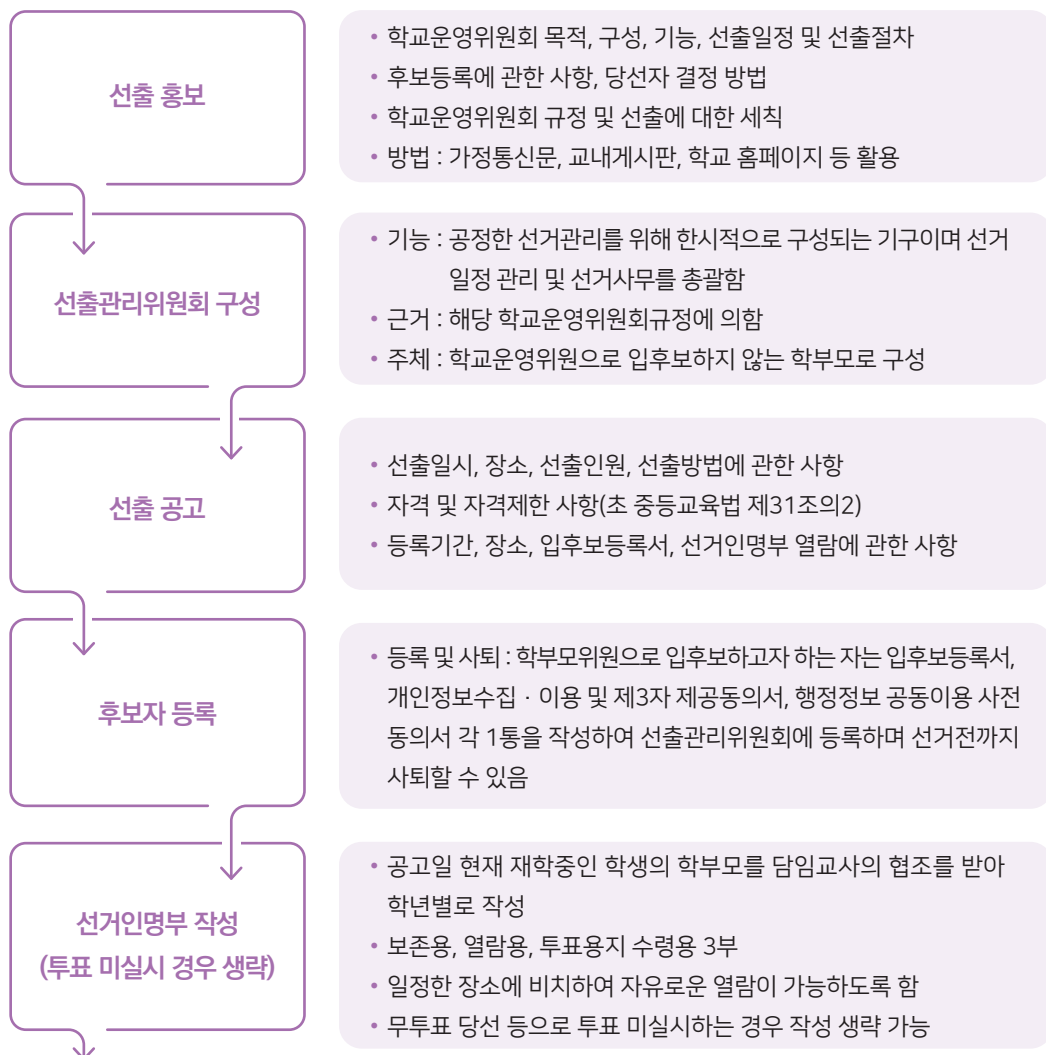 선출 홍보
• 학교운영위원회 목적, 구성, 기능, 선출일정 및 선출절차
• 후보등록에 관한 사항, 당선자 결정 방법
• 학교운영위원회 규정 및 선출에 대한 세칙
• 방법 : 가정통신문, 교내게시판, 학교 홈페이지 등 활용
선출관리위원회 구성
• 기능 : 공정한 선거관리를 위해 한시적으로 구성되는 기구이며 선거
일정 관리 및 선거사무를 총괄함
• 근거 : 해당 학교운영위원회규정에 의함
• 주체 : 학교운영위원으로 입후보하지 않는 학부모로 구성
선출 공고
• 선출일시, 장소, 선출인원, 선출방법에 관한 사항
• 자격 및 자격제한 사항(초 중등교육법 제31조의2)
• 등록기간, 장소, 입후보등록서, 선거인명부 열람에 관한 사항
후보자 등록
• 등록 및 사퇴 : 학부모위원으로 입후보하고자 하는 자는 입후보등록서,
개인정보수집 · 이용 및 제3자 제공동의서, 행정정보 공동이용 사전
동의서 각 1통을 작성하여 선출관리위원회에 등록하며 선거전까지
사퇴할 수 있음
선거인명부 작성
(투표 미실시 경우 생략)
• 공고일 현재 재학중인 학생의 학부모를 담임교사의 협조를 받아
학년별로 작성
• 보존용, 열람용, 투표용지 수령용 3부
• 일정한 장소에 비치하여 자유로운 열람이 가능하도록 함
• 무투표 당선 등으로 투표 미실시하는 경우 작성 생략 가능